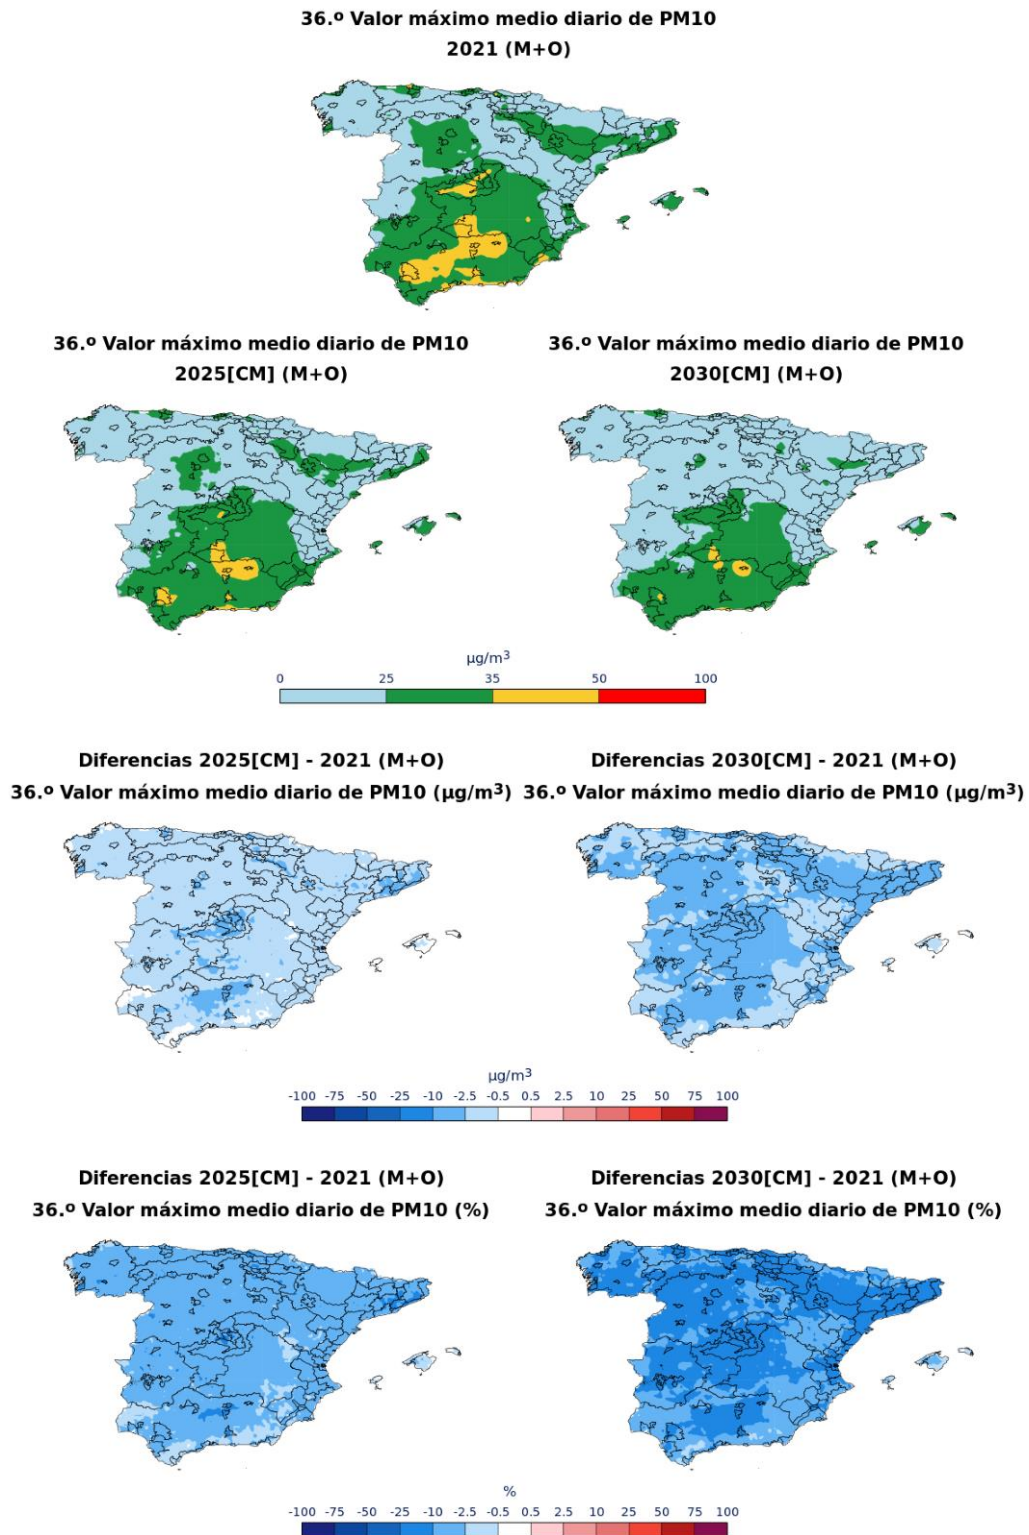 36.º Valor máximo medio diario de PM10
2021 (M+O)
36.º Valor máximo medio diario de PM10
2025[CM] (M+O)
36.º Valor máximo medio diario de PM10
2030[CM] (M+O)
µg/m³
0 25 35 50 100
Diferencias 2025[CM] - 2021 (M+O)
36.º Valor máximo medio diario de PM10 (µg/m³)
Diferencias 2030[CM] - 2021 (M+O)
36.º Valor máximo medio diario de PM10 (µg/m³)
µg/m³
-100 -75 -50 -25 -10 -2.5 -0.5 0.5 2.5 10 25 50 75 100
Diferencias 2025[CM] - 2021 (M+O)
36.º Valor máximo medio diario de PM10 (%)
Diferencias 2030[CM] - 2021 (M+O)
36.º Valor máximo medio diario de PM10 (%)
%
-100 -75 -50 -25 -10 -2.5 -0.5 0.5 2.5 10 25 50 75 100